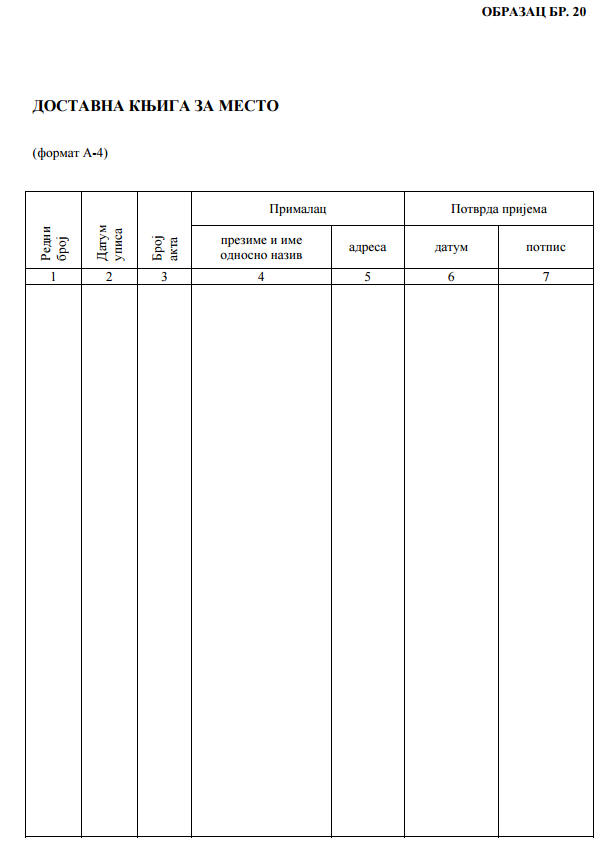 ОБРАЗАЦ БР. 20
ДОСТАВНА КЊИГА ЗА МЕСТО
(формат А-4)
Редни
број
Датум
уписа
Број
акта
Прималац
Потврда пријема
презиме и име
односно назив
адреса
датум
потпис
1 2 3 4 5 6 7